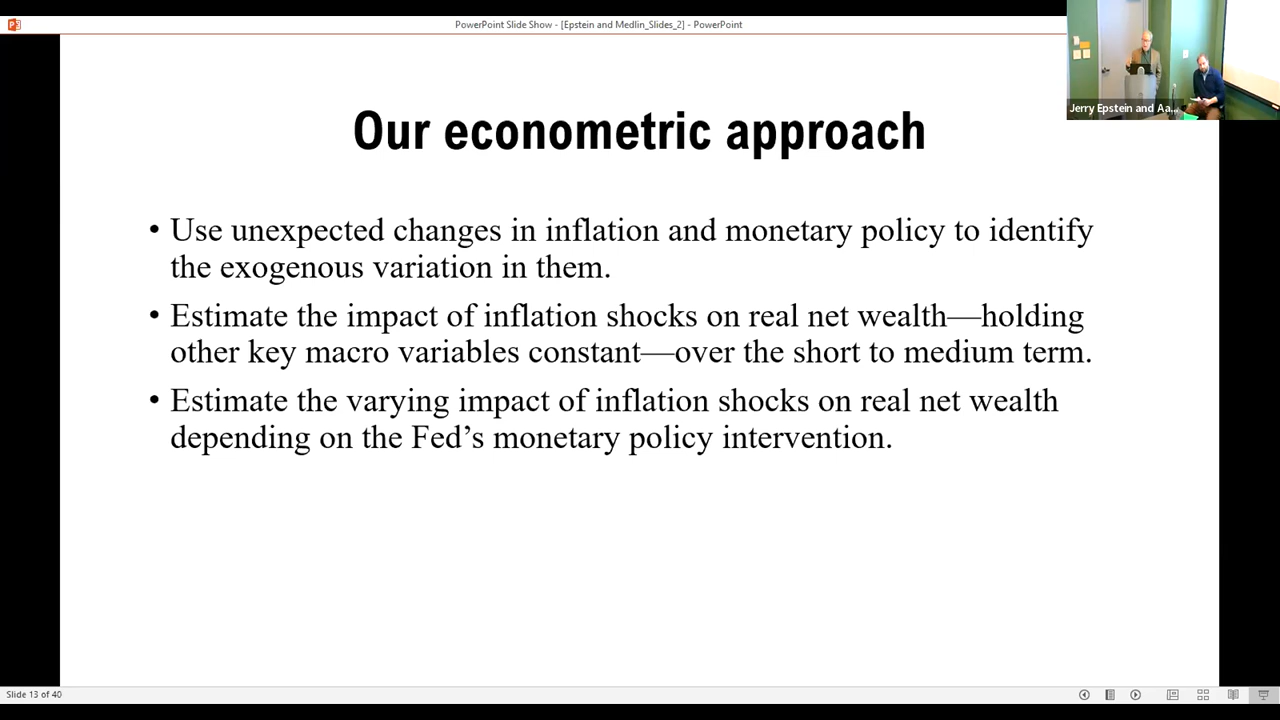 PowerPoint Slide Show - [Epstein and Medlin_Slides_2] - PowerPoint
Jerry Epstein and Aa...
Our econometric approach
• Use unexpected changes in inflation and monetary policy to identify
the exogenous variation in them.
• Estimate the impact of inflation shocks on real net wealth—holding
other key macro variables constant—over the short to medium term.
• Estimate the varying impact of inflation shocks on real net wealth
depending on the Fed’s monetary policy intervention.
Slide 13 of 40